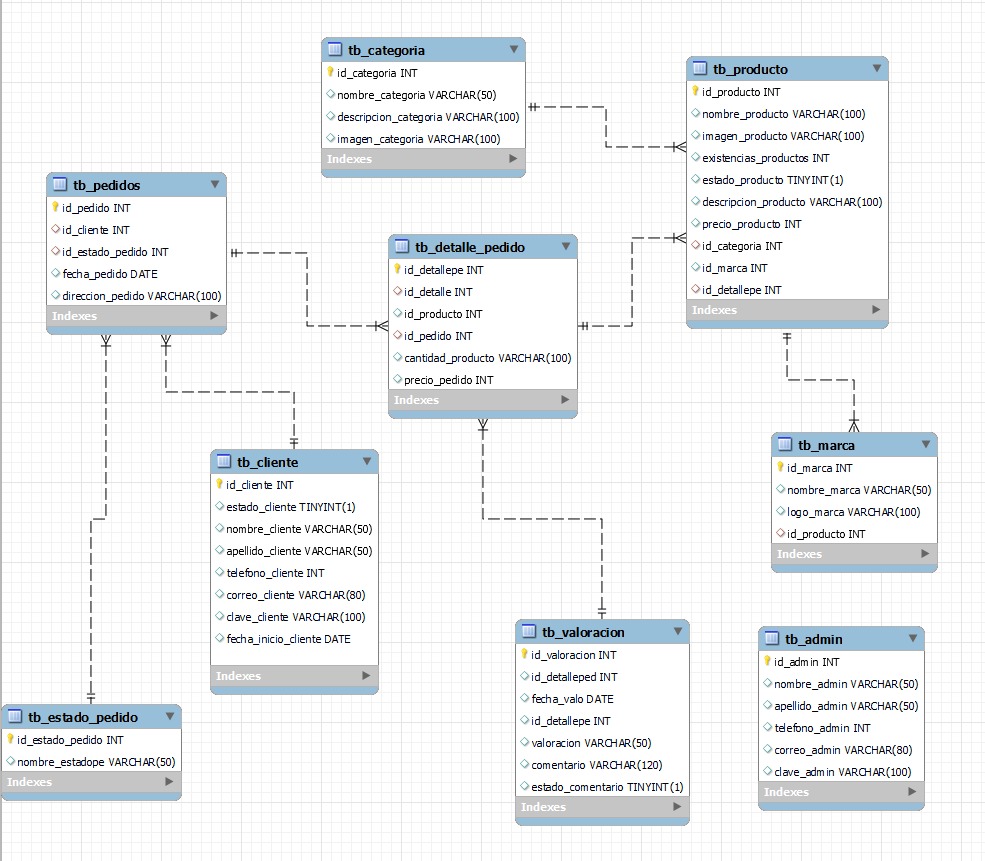 tb_categoria
id_categoria INT
nombre_categoria VARCHAR(50)
descripcion_categoria VARCHAR(100)
imagen_categoria VARCHAR(100)
Indexes
tb_producto
id_producto INT
nombre_producto VARCHAR(100)
imagen_producto VARCHAR(100)
existencias_productos INT
estado_producto TINYINT(1)
descripcion_producto VARCHAR(100)
precio_producto INT
id_categoria INT
id_marca INT
id_detallepe INT
Indexes
tb_pedidos
id_pedido INT
id_cliente INT
id_estado_pedido INT
fecha_pedido DATE
direccion_pedido VARCHAR(100)
Indexes
tb_detalle_pedido
id_detallepe INT
id_detalle INT
id_producto INT
id_pedido INT
cantidad_producto VARCHAR(100)
precio_pedido INT
Indexes
tb_marca
id_marca INT
nombre_marca VARCHAR(50)
logo_marca VARCHAR(100)
id_producto INT
Indexes
tb_cliente
id_cliente INT
estado_cliente TINYINT(1)
nombre_cliente VARCHAR(50)
apellido_cliente VARCHAR(50)
telefono_cliente INT
correo_cliente VARCHAR(80)
clave_cliente VARCHAR(100)
fecha_inicio_cliente DATE
Indexes
tb_valoracion
id_valoracion INT
id_detalleped INT
fecha_valo DATE
id_detallepe INT
valoracion VARCHAR(50)
comentario VARCHAR(120)
estado_comentario TINYINT(1)
Indexes
tb_admin
id_admin INT
nombre_admin VARCHAR(50)
apellido_admin VARCHAR(50)
telefono_admin INT
correo_admin VARCHAR(80)
clave_admin VARCHAR(100)
Indexes
tb_estado_pedido
id_estado_pedido INT
nombre_estadope VARCHAR(50)
Indexes